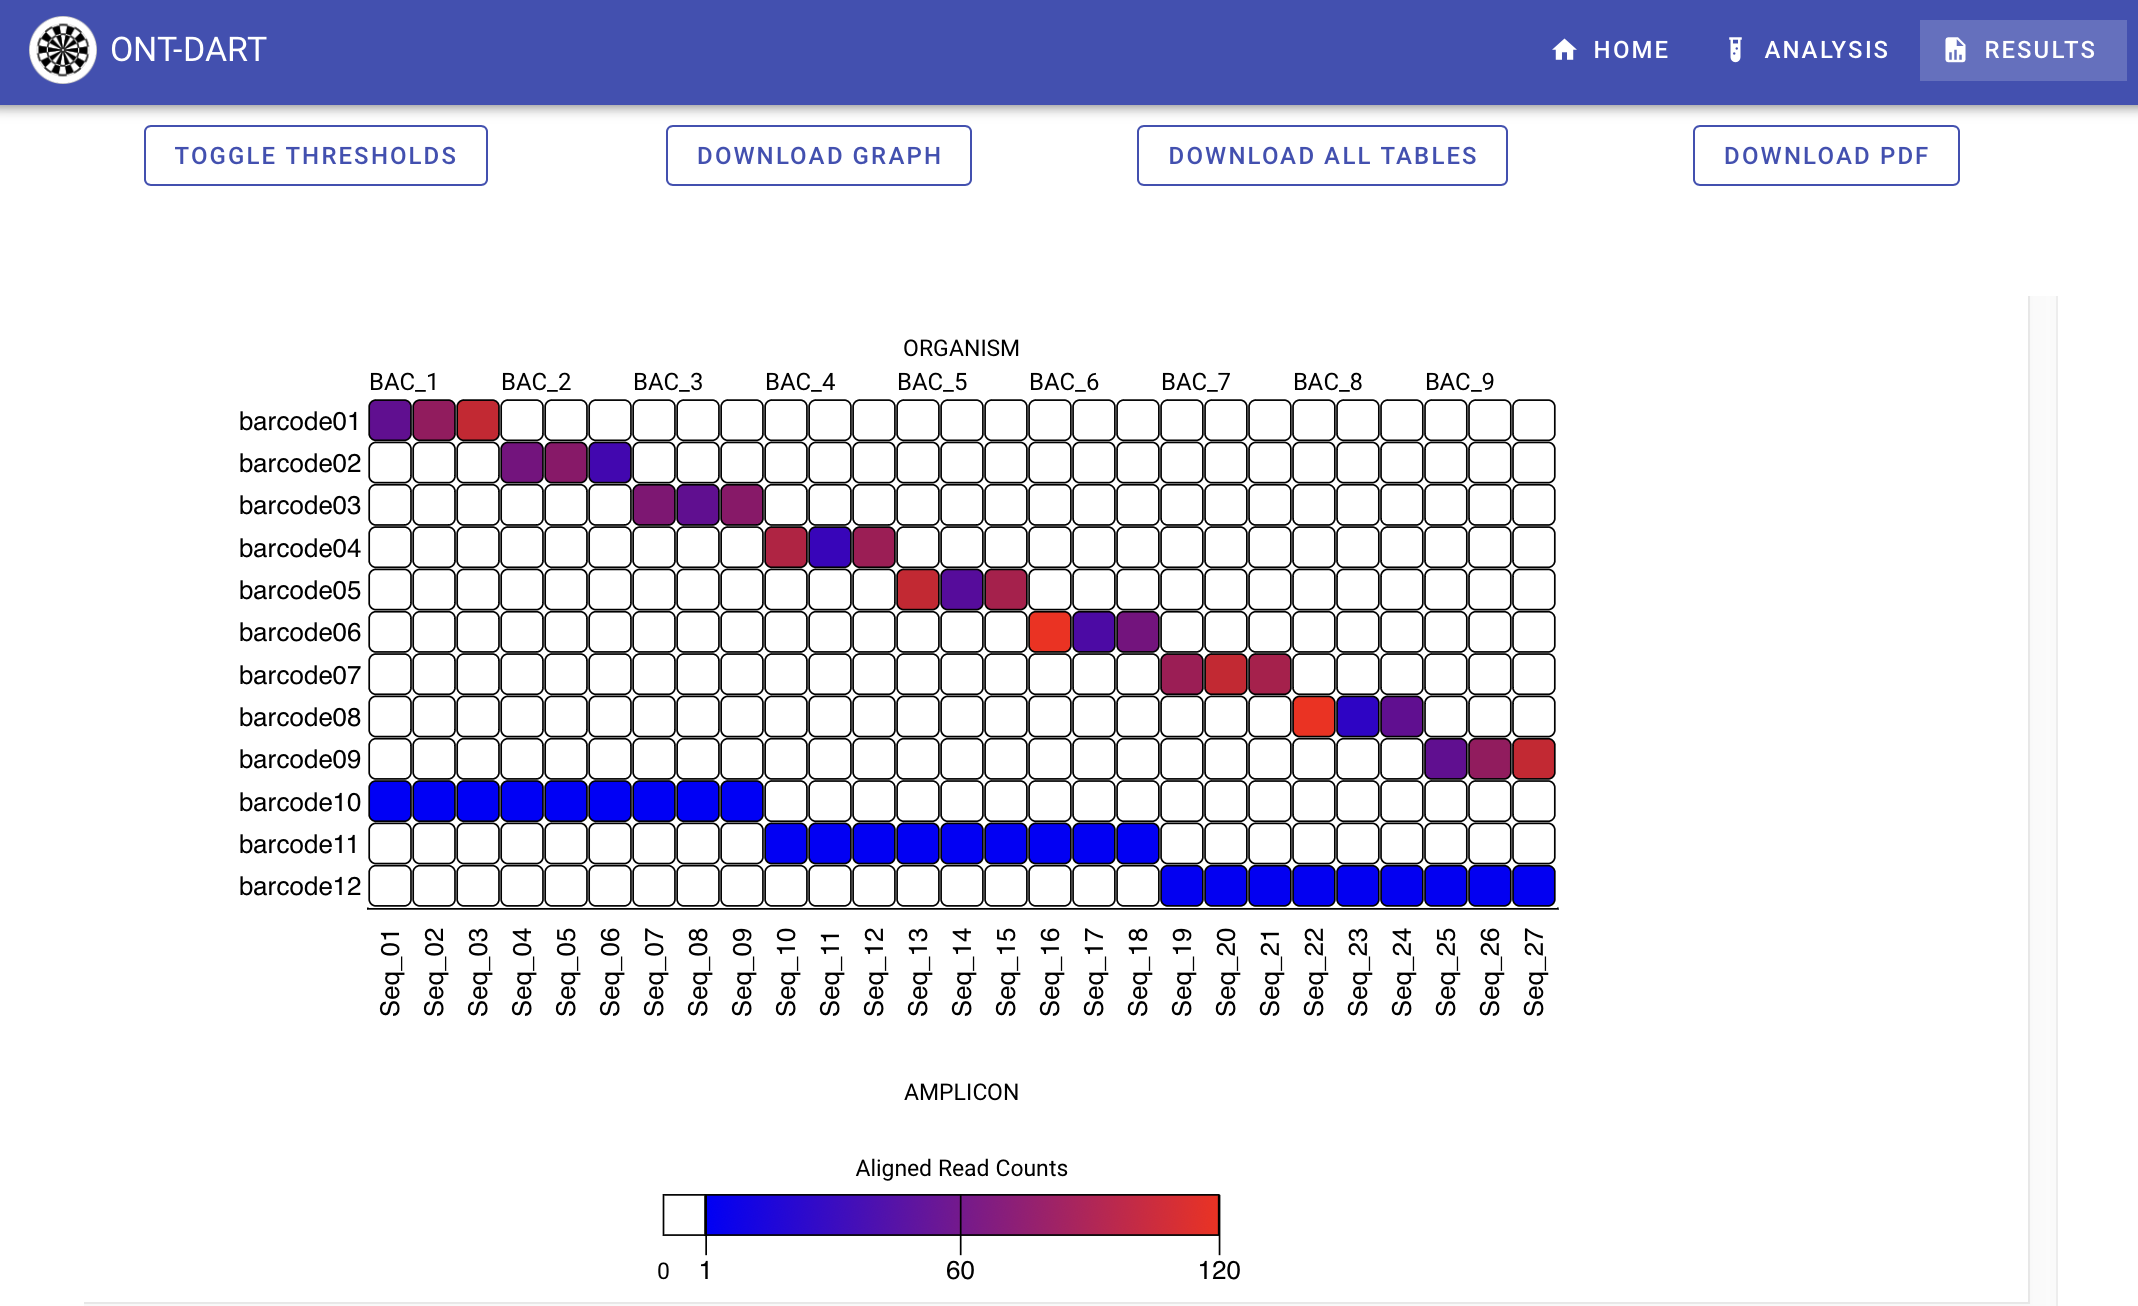 ONT-DART
HOME
ANALYSIS
RESULTS
TOGGLE THRESHOLDS
DOWNLOAD GRAPH
DOWNLOAD ALL TABLES
DOWNLOAD PDF
ORGANISM
BAC_1 BAC_2 BAC_3 BAC_4 BAC_5 BAC_6 BAC_7 BAC_8 BAC_9
barcode01
barcode02
barcode03
barcode04
barcode05
barcode06
barcode07
barcode08
barcode09
barcode10
barcode11
barcode12
Seq_01
Seq_02
Seq_03
Seq_04
Seq_05
Seq_06
Seq_07
Seq_08
Seq_09
Seq_10
Seq_11
Seq_12
Seq_13
Seq_14
Seq_15
Seq_16
Seq_17
Seq_18
Seq_19
Seq_20
Seq_21
Seq_22
Seq_23
Seq_24
Seq_25
Seq_26
Seq_27
AMPLICON
Aligned Read Counts
0 1 60 120